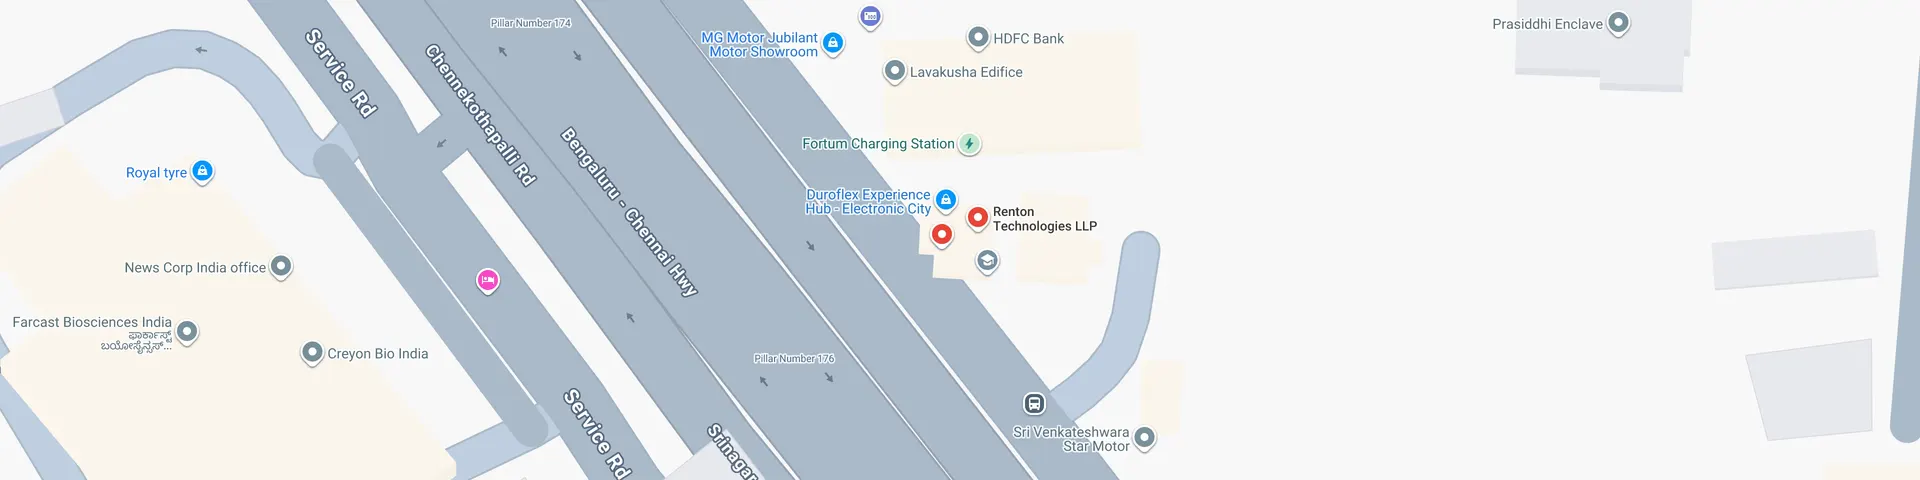 Pillar Number 174
Prasiddhi Enclave
MG Motor Jubilant
Motor Showroom
HDFC Bank
Service Rd
Chennekothapalli Rd
Lavakusha Edifice
Fortum Charging Station
Bengaluru - Chennai Hwy
Royal tyre
Duroflex Experience
Hub - Electronic City
Renton
Technologies LLP
News Corp India office
Farcast Biosciences India
ಫಾರ್ಕಾಸ್ಟ್
ಬಯೋಸೈನ್ಸಸ್...
Creyon Bio India
Pillar Number 176
Service Rd
Srinagar
Sri Venkateshwara
Star Motor